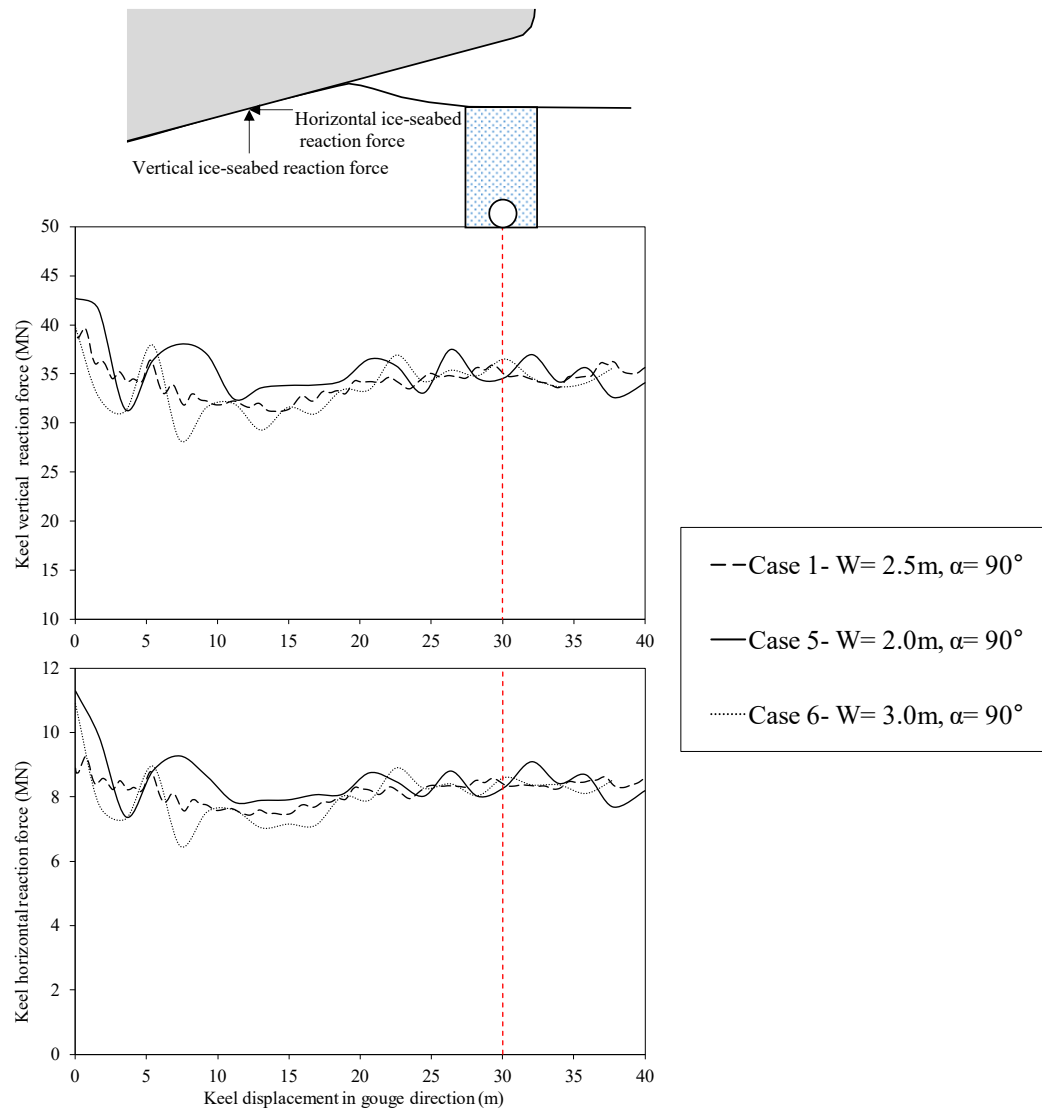 Horizontal ice-seabed
reaction force
Vertical ice-seabed reaction force
50
45
40
35
30
25
20
15
10
Keel vertical reaction force (MN)
0 5 10 15 20 25 30 35 40
12
10
8
6
4
2
0
Keel horizontal reaction force (MN)
0 5 10 15 20 25 30 35 40
Keel displacement in gouge direction (m)
Case 1- W= 2.5m, α= 90°
Case 5- W= 2.0m, α= 90°
Case 6- W= 3.0m, α= 90°